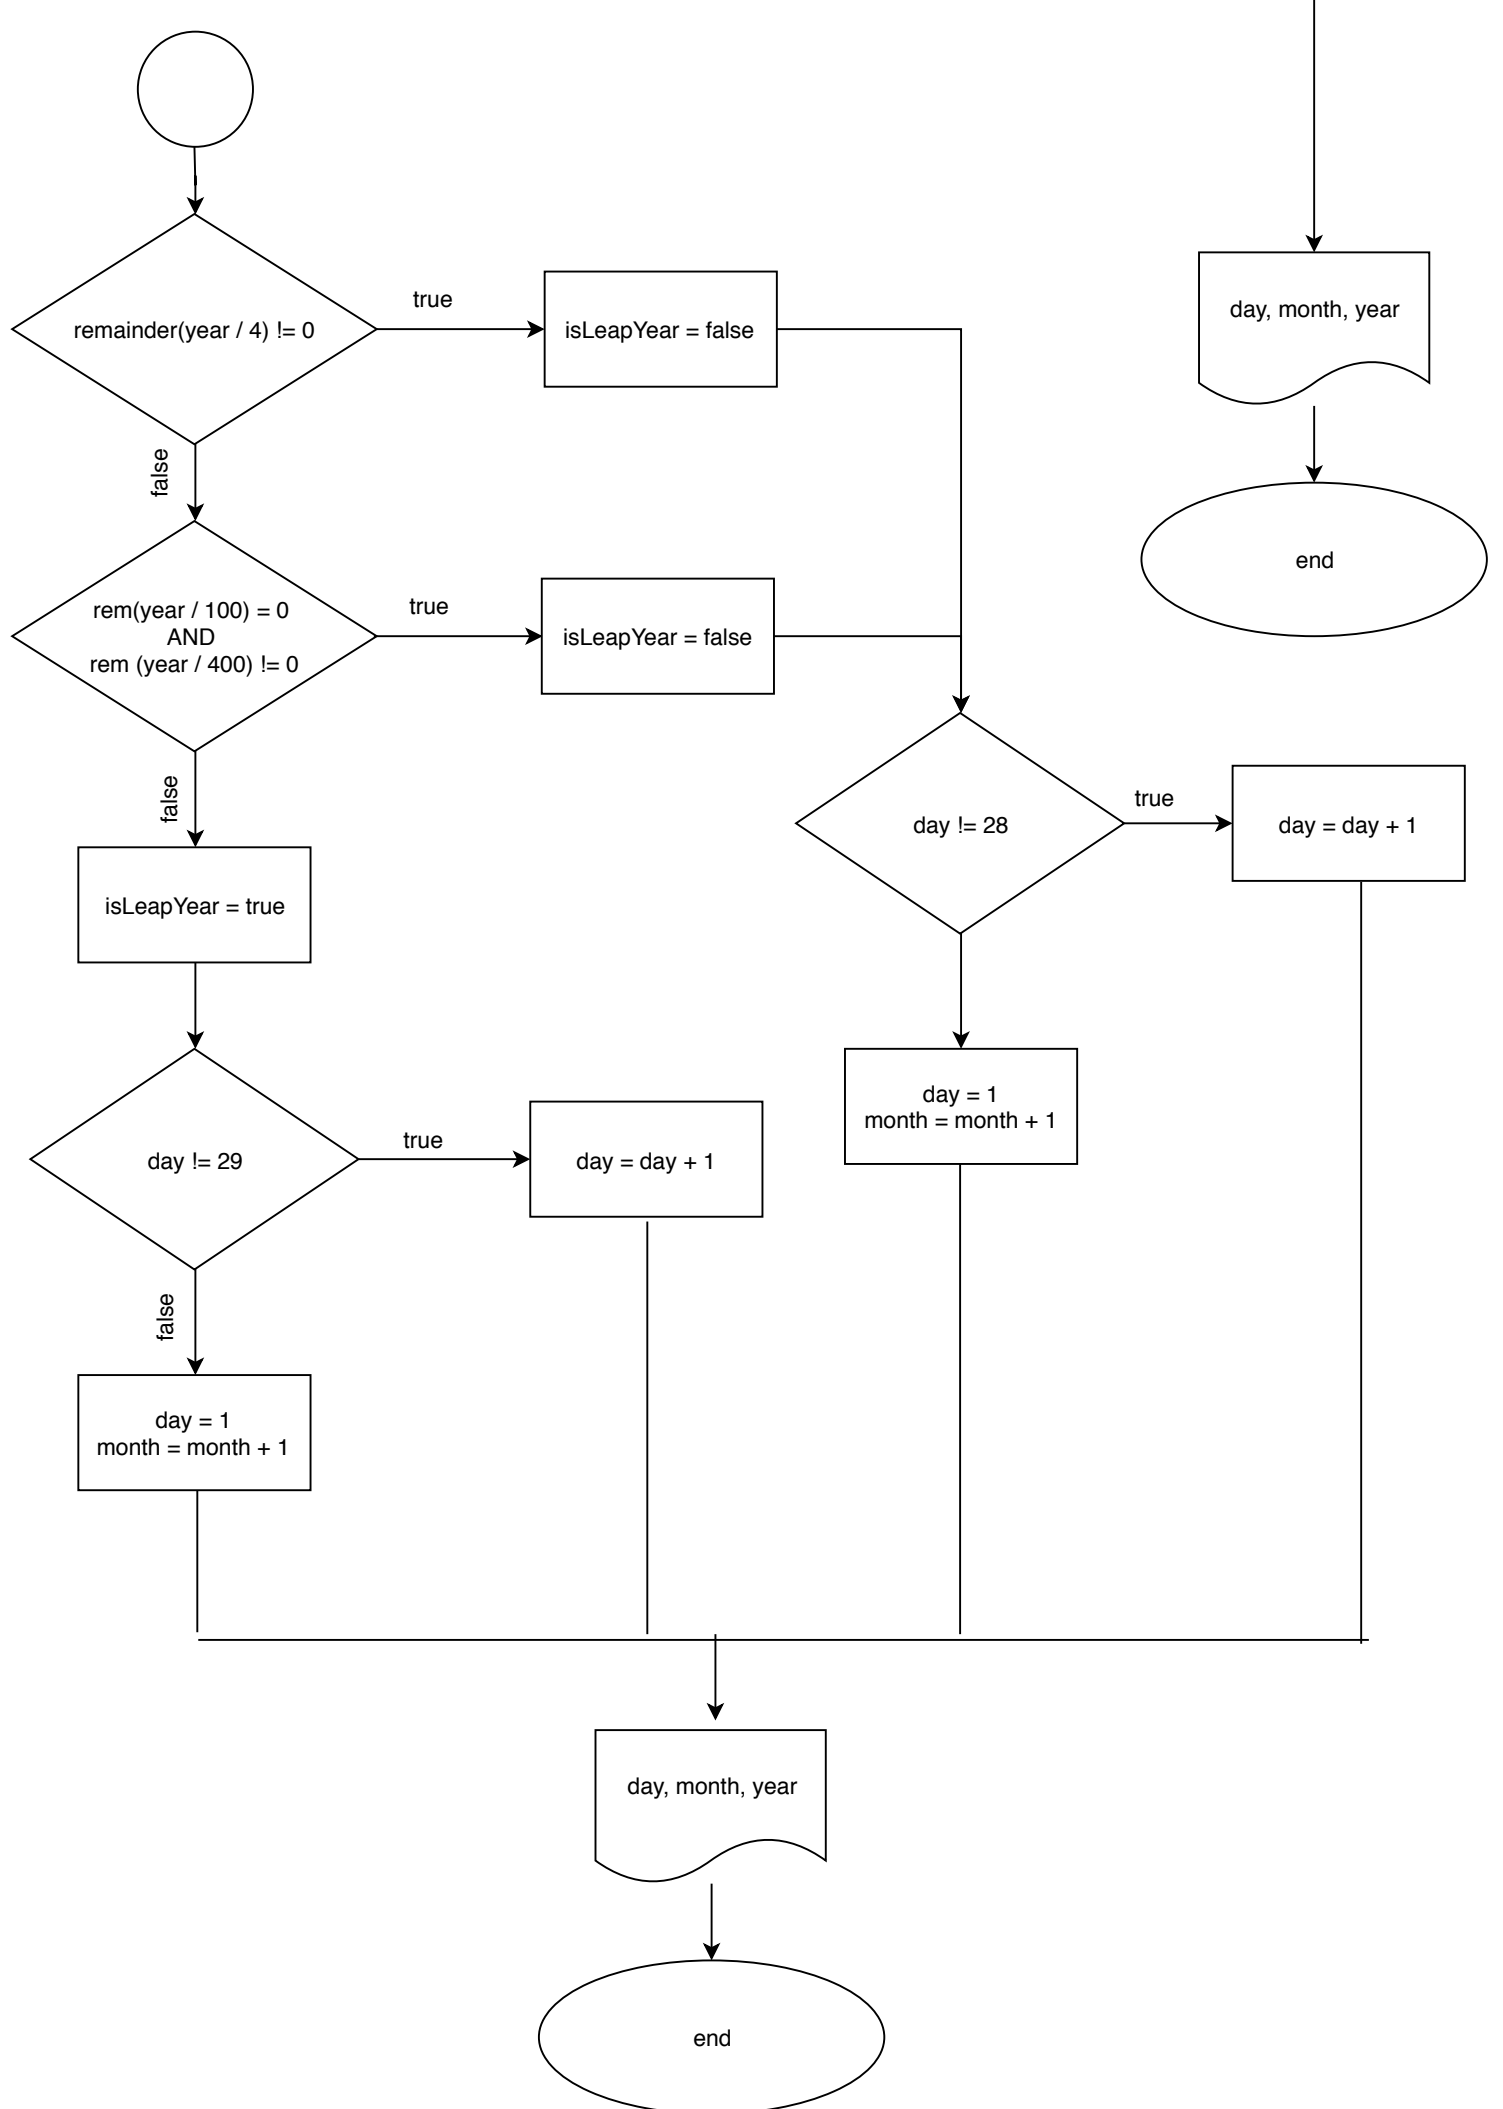 remainder(year / 4) != 0
true
isLeapYear = false
day, month, year
false
end
rem(year / 100) = 0
AND
rem (year / 400) != 0
true
isLeapYear = false
false
day != 28
true
day = day + 1
isLeapYear = true
day = 1
month = month + 1
day != 29
true
day = day + 1
false
day = 1
month = month + 1
day, month, year
end